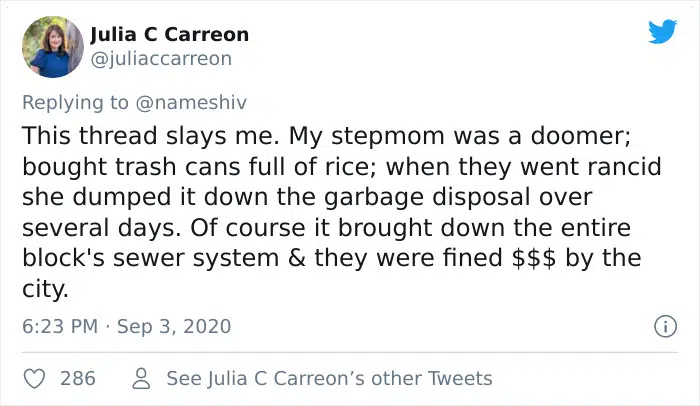 Julia C Carreon
@juliaccarreon
Replying to @nameshiv
This thread slays me. My stepmom was a doomer;
bought trash cans full of rice; when they went rancid
she dumped it down the garbage disposal over
several days. Of course it brought down the entire
block's sewer system & they were fined $$$ by the
city.
6:23 PM · Sep 3, 2020
286 See Julia C Carreon’s other Tweets